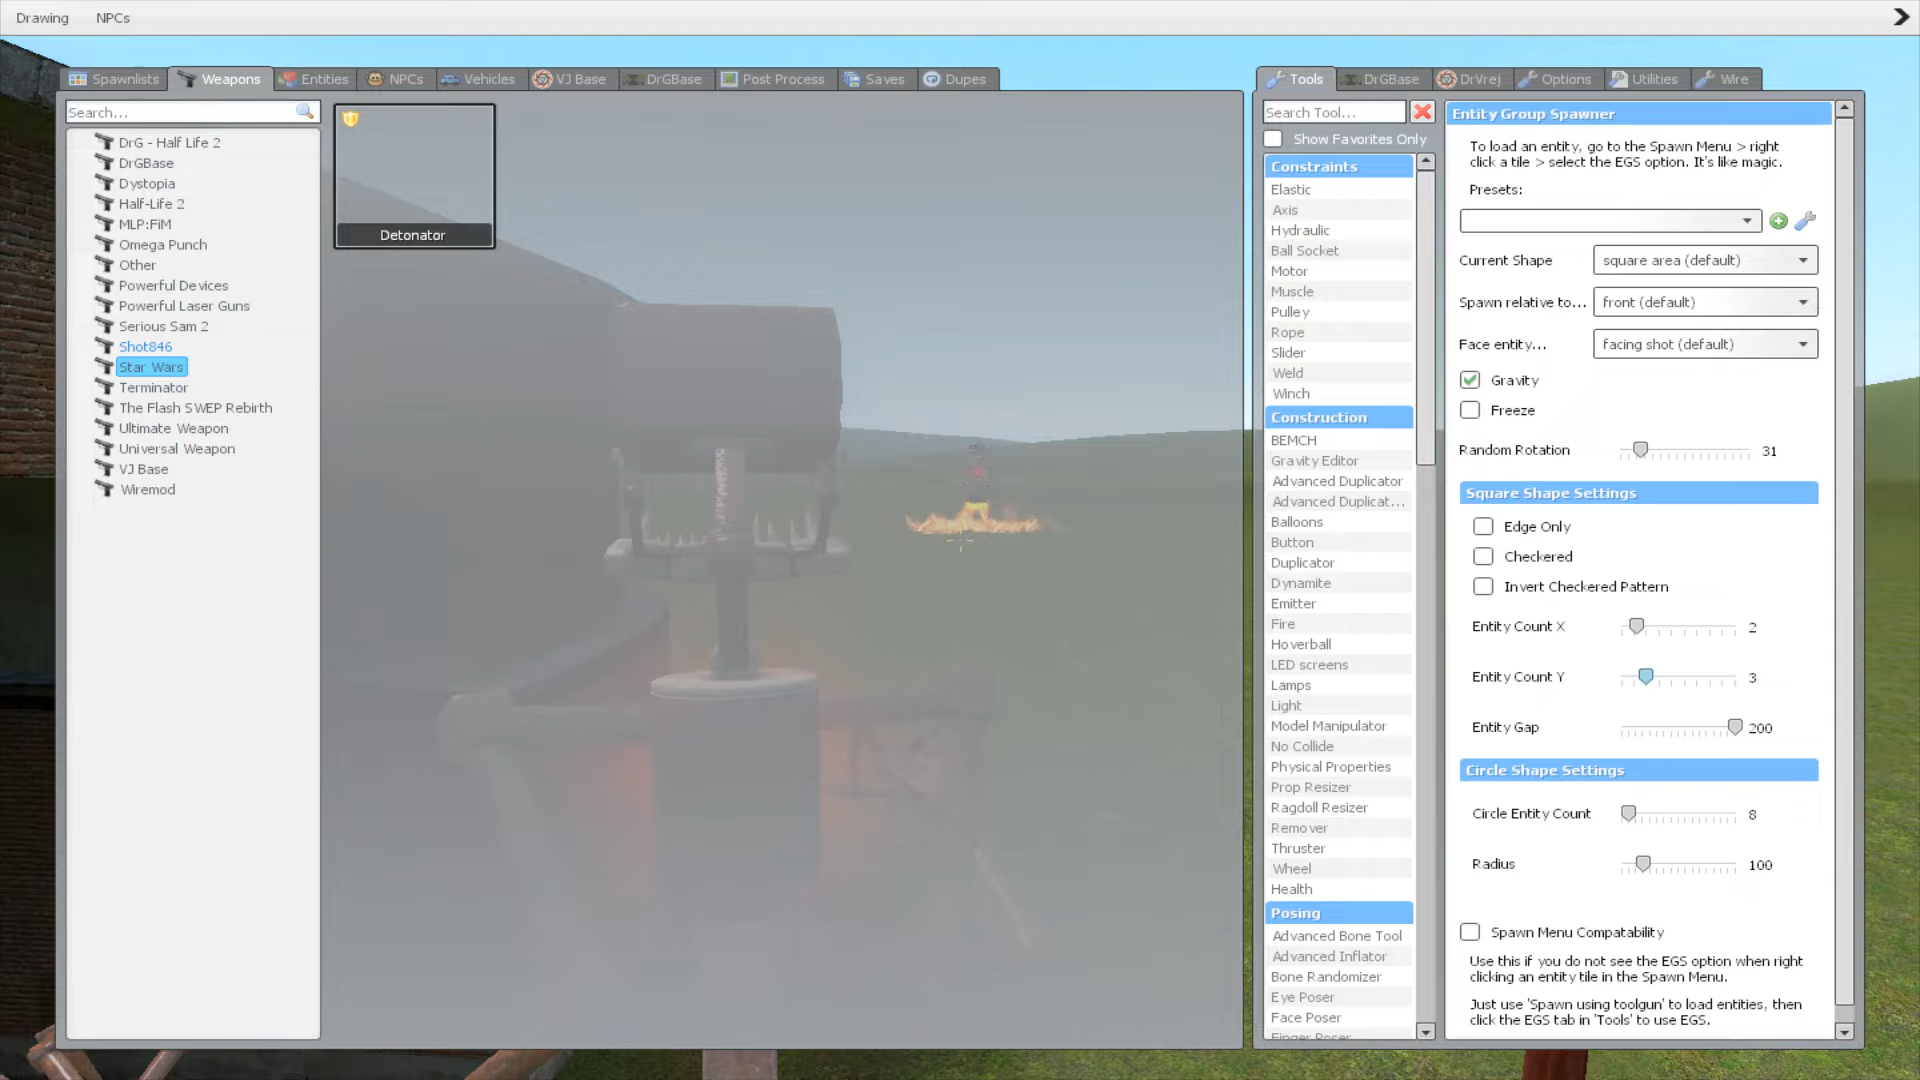 Drawing NPCs
Spawnlists Weapons Entities NPCs Vehicles VJ Base DrGBase Post Process Saves Dupes
Search...
DrG - Half Life 2
DrGBase
Dystopia
Half-Life 2
MLP:FiM
Omega Punch
Other
Powerful Devices
Powerful Laser Guns
Serious Sam 2
Shot846
Star Wars
Terminator
The Flash SWEP Rebirth
Ultimate Weapon
Universal Weapon
VJ Base
Wiremod
Detonator
Tools DrGBase DrVrej Options Utilities Wire
Search Tool...
Show Favorites Only
Constraints
Elastic
Axis
Hydraulic
Ball Socket
Motor
Muscle
Pulley
Rope
Slider
Weld
Winch
Construction
BEMCH
Gravity Editor
Advanced Duplicator
Advanced Duplicat...
Balloons
Button
Duplicator
Dynamite
Emitter
Fire
Hoverball
LED screens
Lamps
Light
Model Manipulator
No Collide
Physical Properties
Prop Resizer
Ragdoll Resizer
Remover
Thruster
Wheel
Health
Posing
Advanced Bone Tool
Advanced Inflator
Bone Randomizer
Eye Poser
Face Poser
Finger Poser
Entity Group Spawner
To load an entity, go to the Spawn Menu > right
click a tile > select the EGS option. It's like magic.
Presets:
Current Shape square area (default)
Spawn relative to... front (default)
Face entity... facing shot (default)
Gravity
Freeze
Random Rotation 31
Square Shape Settings
Edge Only
Checkered
Invert Checkered Pattern
Entity Count X 2
Entity Count Y 3
Entity Gap 200
Circle Shape Settings
Circle Entity Count 8
Radius 100
Spawn Menu Compatability
Use this if you do not see the EGS option when right
clicking an entity tile in the Spawn Menu.
Just use 'Spawn using toolgun' to load entities, then
click the EGS tab in 'Tools' to use EGS.